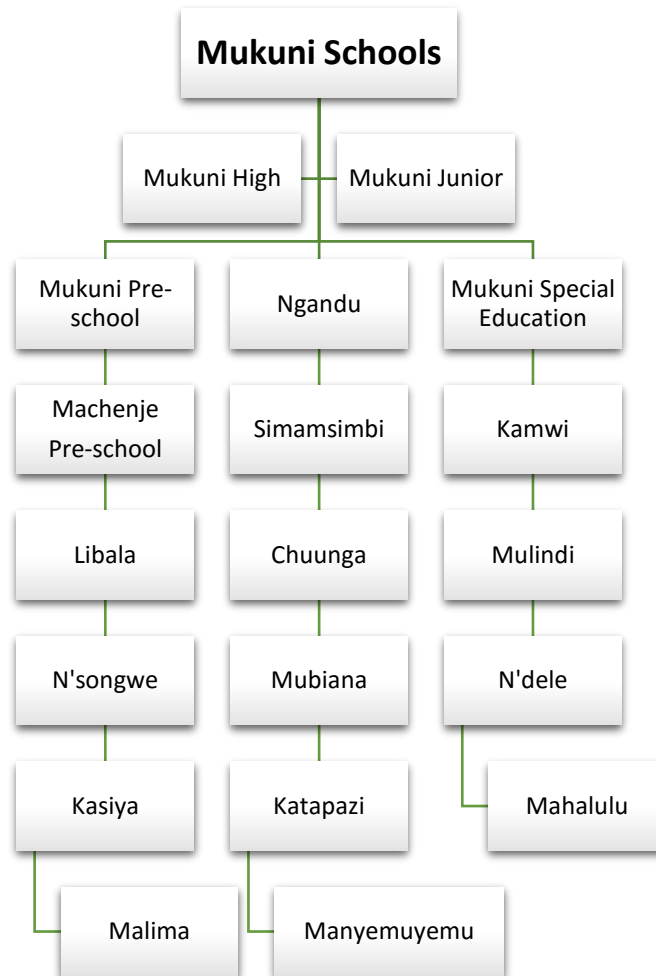 Mukuni Schools
Mukuni High
Mukuni Junior
Mukuni Pre-
school
Ngandu
Mukuni Special
Education
Machenje
Pre-school
Simamsimbi
Kamwi
Libala
Chuunga
Mulindi
N'songwe
Mubiana
N'dele
Kasiya
Katapazi
Mahalulu
Malima
Manyemuyemu